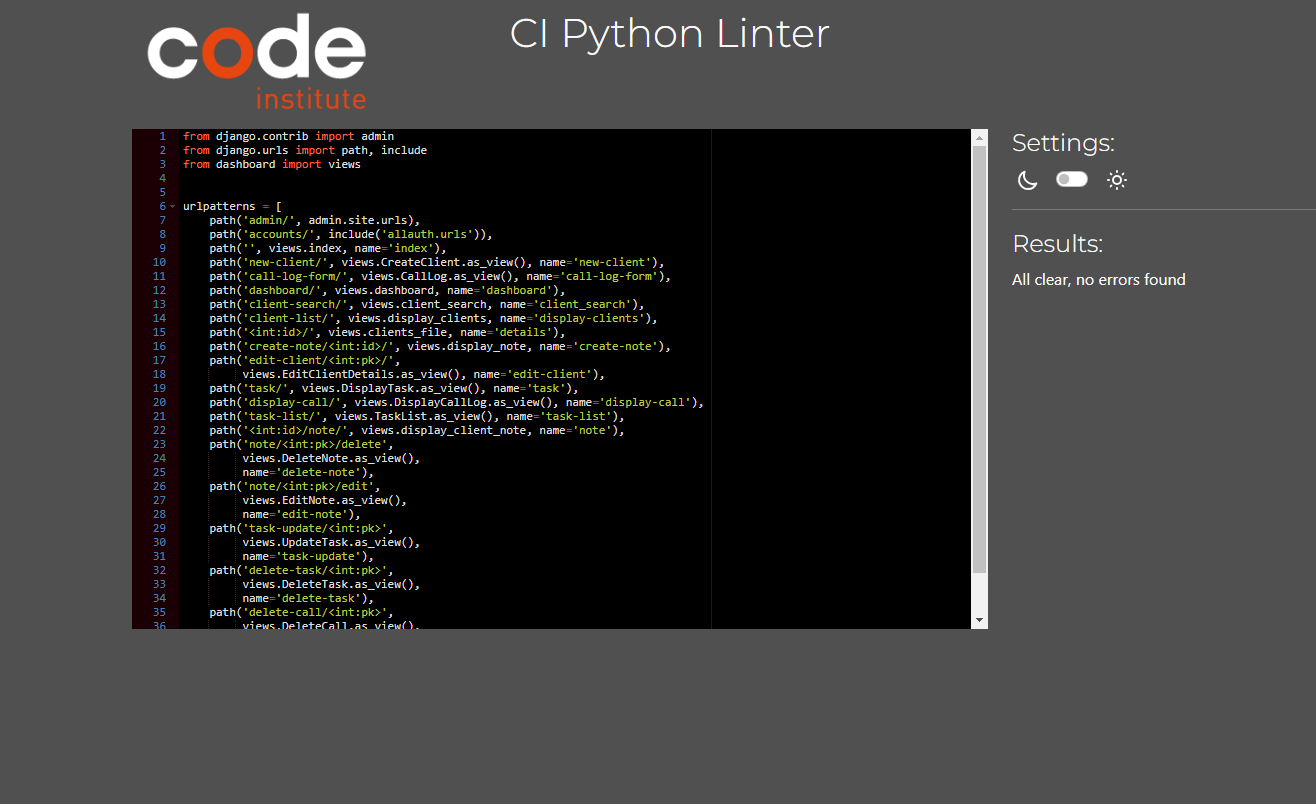 code
institute
CI Python Linter
1 from django.contrib import admin
2 from django.urls import path, include
3 from dashboard import views
4
5
6 urlpatterns = [
7     path('admin/', admin.site.urls),
8     path('accounts/', include('allauth.urls')),
9     path('', views.index, name='index'),
10     path('new-client/', views.CreateClient.as_view(), name='new-client'),
11     path('call-log-form/', views.CallLog.as_view(), name='call-log-form'),
12     path('dashboard/', views.dashboard, name='dashboard'),
13     path('client-search/', views.client_search, name='client_search'),
14     path('client-list/', views.display_clients, name='display-clients'),
15     path('<int:id>/', views.clients_file, name='details'),
16     path('create-note/<int:id>/', views.display_note, name='create-note'),
17     path('edit-client/<int:pk>/',
18          views.EditClientDetails.as_view(), name='edit-client'),
19     path('task/', views.DisplayTask.as_view(), name='task'),
20     path('display-call/', views.DisplayCallLog.as_view(), name='display-call'),
21     path('task-list/', views.TaskList.as_view(), name='task-list'),
22     path('<int:id>/note/', views.display_client_note, name='note'),
23     path('note/<int:pk>/delete',
24          views.DeleteNote.as_view(),
25          name='delete-note'),
26     path('note/<int:pk>/edit',
27          views.EditNote.as_view(),
28          name='edit-note'),
29     path('task-update/<int:pk>',
30          views.UpdateTask.as_view(),
31          name='task-update'),
32     path('delete-task/<int:pk>',
33          views.DeleteTask.as_view(),
34          name='delete-task'),
35     path('delete-call/<int:pk>',
36          views.DeleteCall.as_view(),
Settings:
Results:
All clear, no errors found